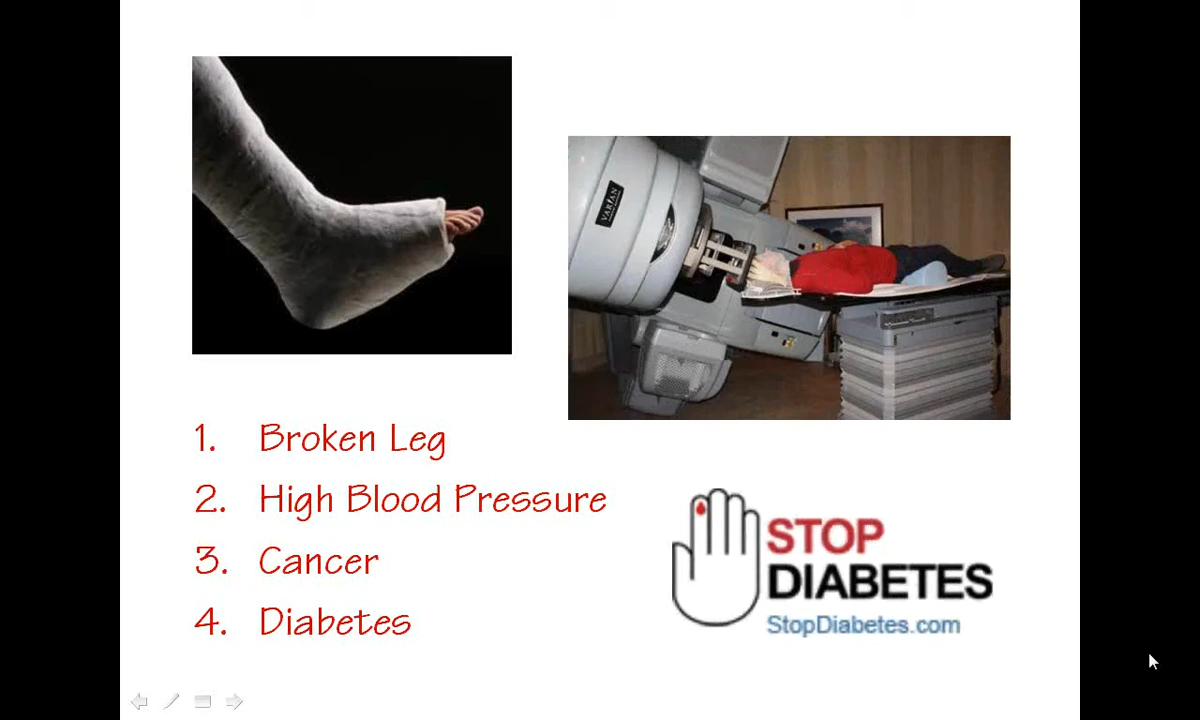 VARIAN
1. Broken Leg
2. High Blood Pressure
3. Cancer
4. Diabetes
STOP
DIABETES
StopDiabetes.com